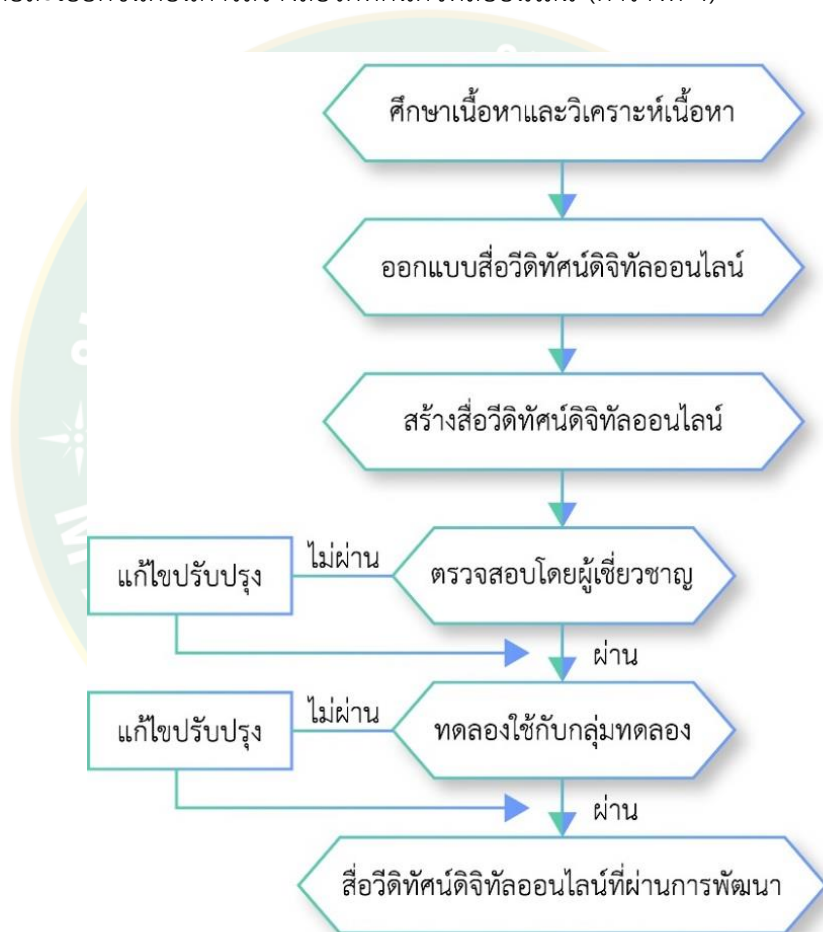 ศึกษาเนื้อหาและวิเคราะห์เนื้อหา
ออกแบบสื่อวีดิทัศน์ดิจิทัลออนไลน์
สร้างสื่อวีดิทัศน์ดิจิทัลออนไลน์
ตรวจสอบโดยผู้เชี่ยวชาญ
ไม่ผ่าน
แก้ไขปรับปรุง
ผ่าน
ทดลองใช้กับกลุ่มทดลอง
ไม่ผ่าน
แก้ไขปรับปรุง
ผ่าน
สื่อวีดิทัศน์ดิจิทัลออนไลน์ที่ผ่านการพัฒนา